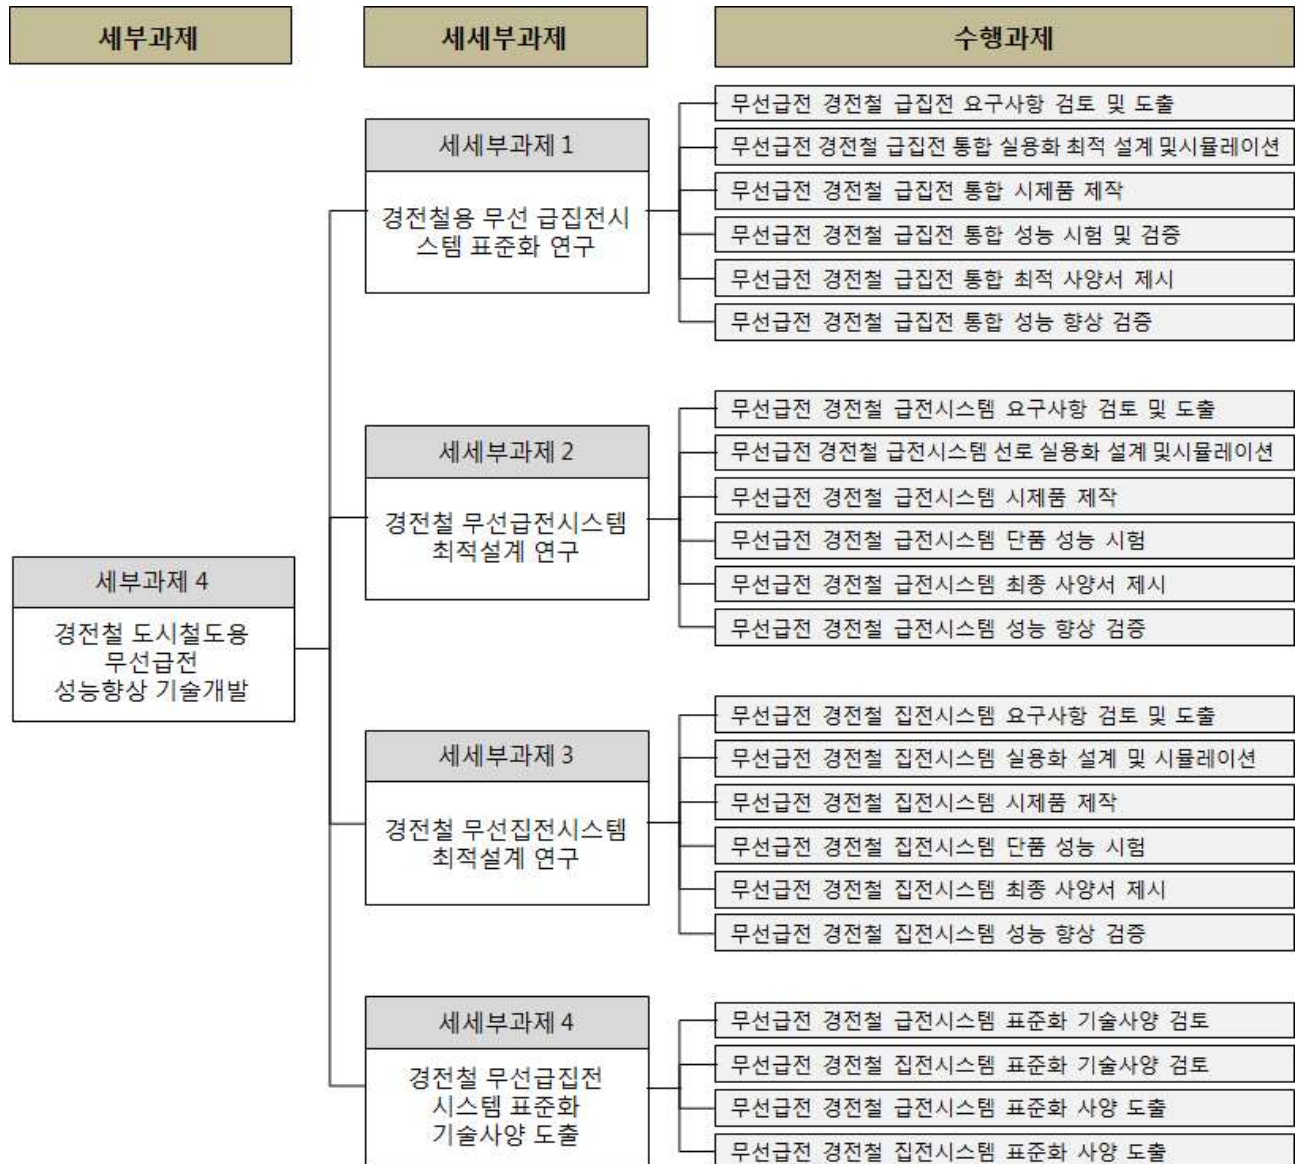 세부과제
세세부과제
수행과제
세부과제 4
경전철 도시철도용
무선급전
성능향상 기술개발
세세부과제 1
경전철용 무선 급집전시
스템 표준화 연구
무선급전 경전철 급집전 요구사항 검토 및 도출
무선급전 경전철 급집전 통합 실용화 최적 설계 및시뮬레이션
무선급전 경전철 급집전 통합 시제품 제작
무선급전 경전철 급집전 통합 성능 시험 및 검증
무선급전 경전철 급집전 통합 최적 사양서 제시
무선급전 경전철 급집전 통합 성능 향상 검증
세세부과제 2
경전철 무선급전시스템
최적설계 연구
무선급전 경전철 급전시스템 요구사항 검토 및 도출
무선급전 경전철 급전시스템 선로 실용화 설계 및시뮬레이션
무선급전 경전철 급전시스템 시제품 제작
무선급전 경전철 급전시스템 단품 성능 시험
무선급전 경전철 급전시스템 최종 사양서 제시
무선급전 경전철 급전시스템 성능 향상 검증
세세부과제 3
경전철 무선집전시스템
최적설계 연구
무선급전 경전철 집전시스템 요구사항 검토 및 도출
무선급전 경전철 집전시스템 실용화 설계 및 시뮬레이션
무선급전 경전철 집전시스템 시제품 제작
무선급전 경전철 집전시스템 단품 성능 시험
무선급전 경전철 집전시스템 최종 사양서 제시
무선급전 경전철 집전시스템 성능 향상 검증
세세부과제 4
경전철 무선급집전
시스템 표준화
기술사양 도출
무선급전 경전철 급전시스템 표준화 기술사양 검토
무선급전 경전철 집전시스템 표준화 기술사양 검토
무선급전 경전철 급전시스템 표준화 사양 도출
무선급전 경전철 집전시스템 표준화 사양 도출